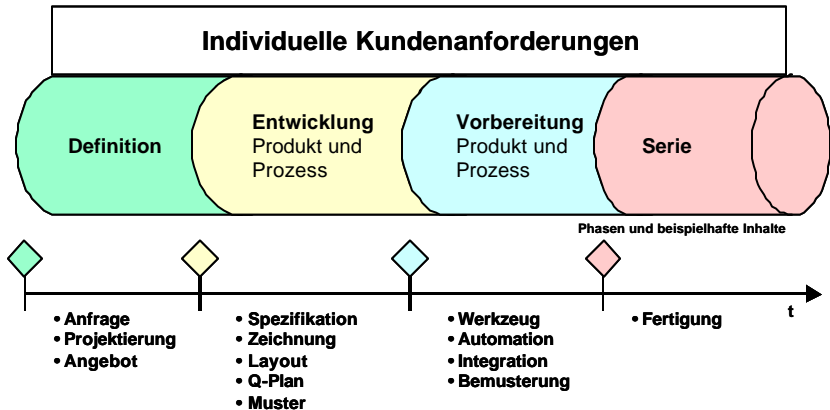 Individuelle Kundenanforderungen
Definition
Entwicklung
Produkt und
Prozess
Vorbereitung
Produkt und
Prozess
Serie
Phasen und beispielhafte Inhalte
t
• Anfrage
• Projektierung
• Angebot
• Spezifikation
• Zeichnung
• Layout
• Q-Plan
• Muster
• Werkzeug
• Automation
• Integration
• Bemusterung
• Fertigung